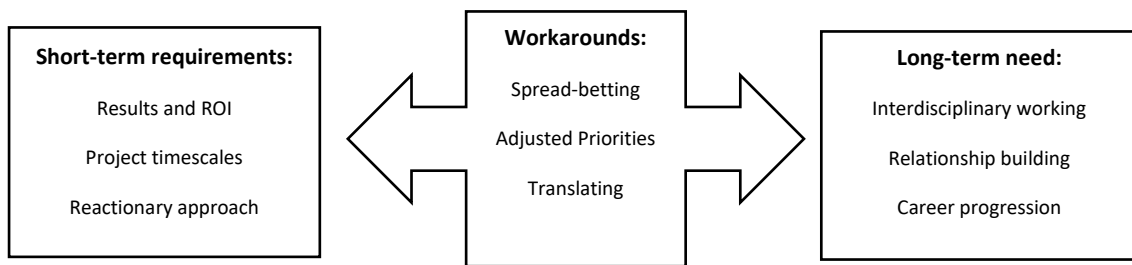 Short-term requirements:
Results and ROI
Project timescales
Reactionary approach
Workarounds:
Spread-betting
Adjusted Priorities
Translating
Long-term need:
Interdisciplinary working
Relationship building
Career progression